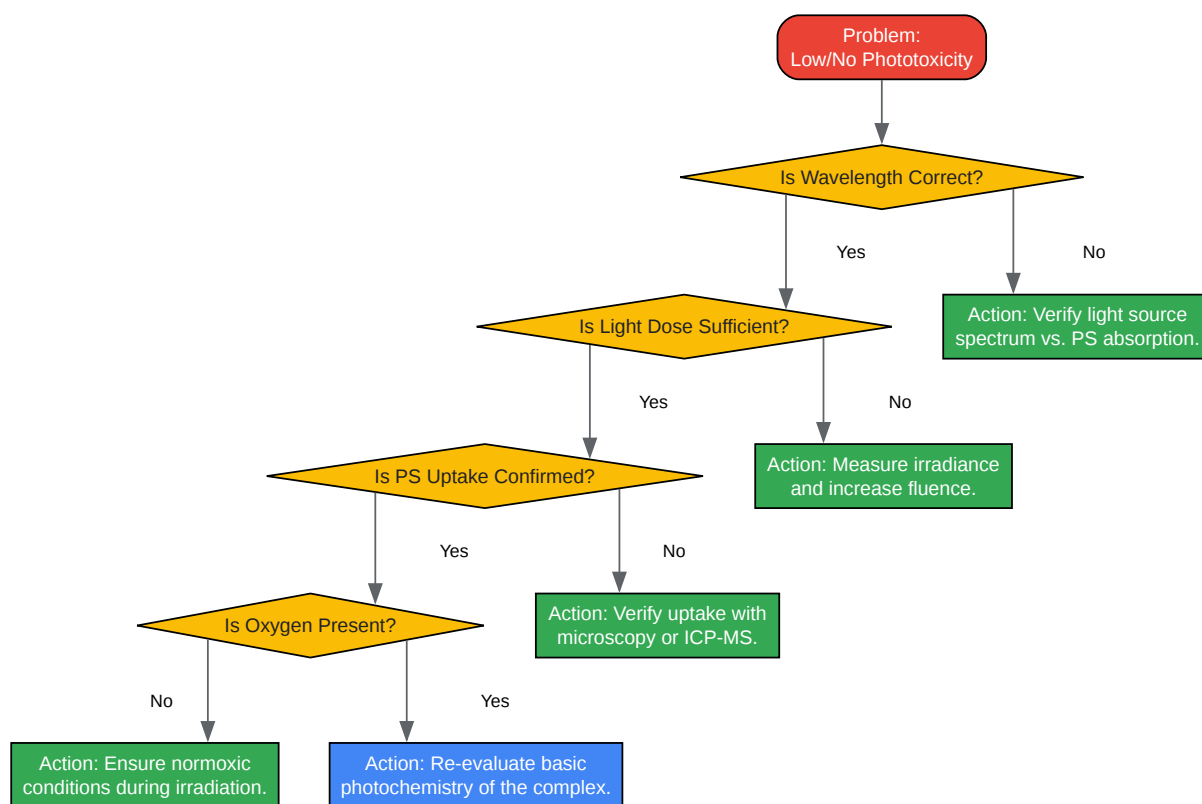 Problem:
Low/No Phototoxicity
Is Wavelength Correct?
Yes
No
Is Light Dose Sufficient?
Action: Verify light source
spectrum vs. PS absorption.
Yes
No
Is PS Uptake Confirmed?
Action: Measure irradiance
and increase fluence.
Yes
No
Is Oxygen Present?
Action: Verify uptake with
microscopy or ICP-MS.
No
Yes
Action: Ensure normoxic
conditions during irradiation.
Action: Re-evaluate basic
photochemistry of the complex.